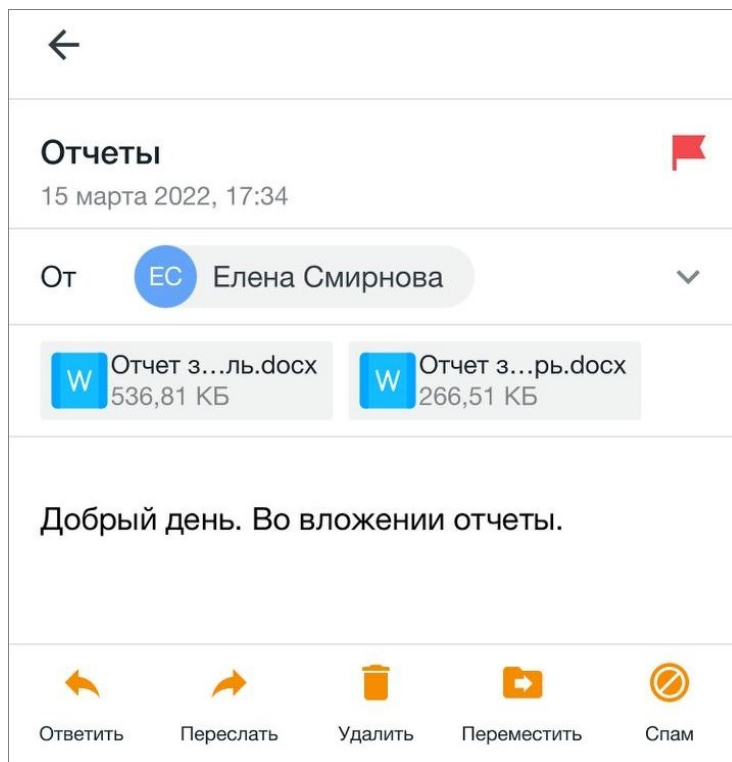 Отчеты
15 марта 2022, 17:34
От ЕС Елена Смирнова
W Отчет з...ль.docx W Отчет з...рь.docx
536,81 КБ 266,51 КБ
Добрый день. Во вложении отчеты.
Ответить Переслать Удалить Переместить Спам